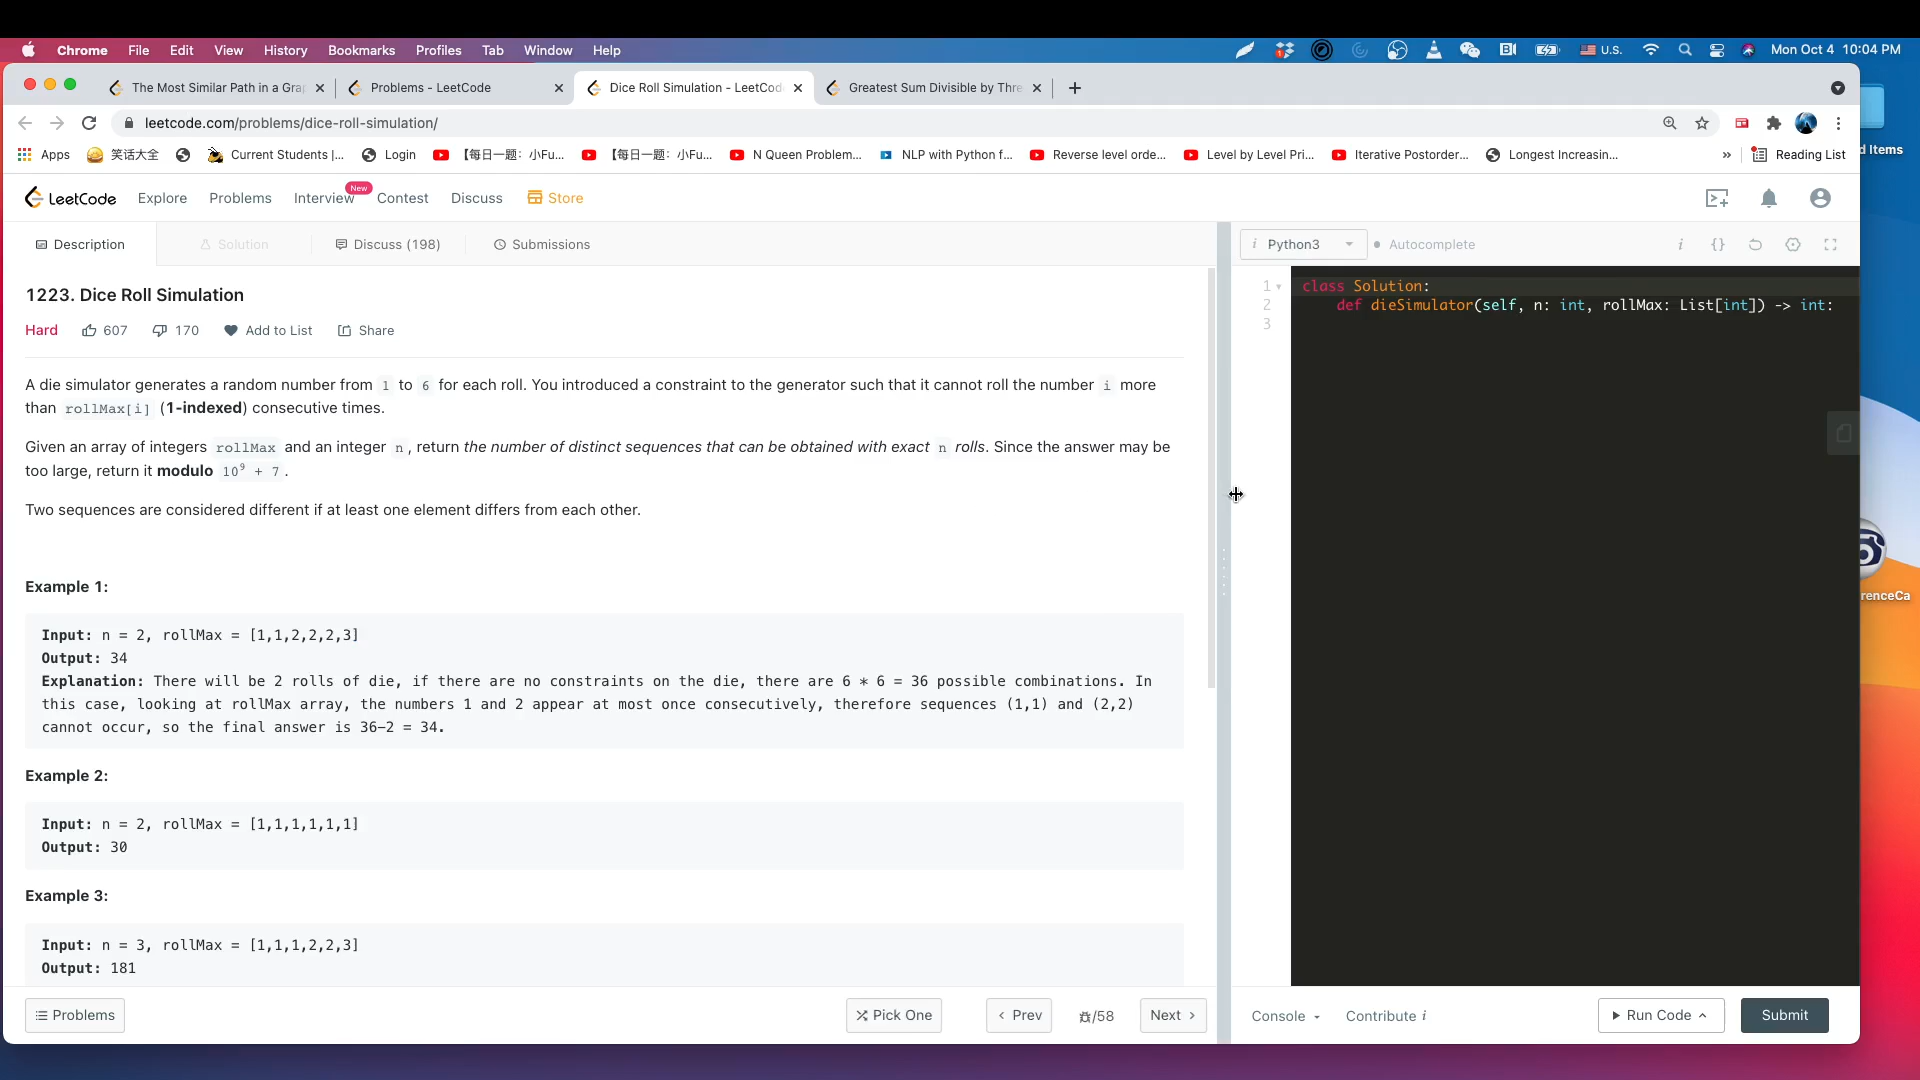 Chrome File Edit View History Bookmarks Profiles Tab Window Help U.S. Mon Oct 4 10:04 PM
The Most Similar Path in a Gra Problems - LeetCode Dice Roll Simulation - LeetCod Greatest Sum Divisible by Thre
leetcode.com/problems/dice-roll-simulation/
Apps 笑话大全 Current Students |... Login 【每日一题：小Fu... 【每日一题：小Fu... N Queen Problem... NLP with Python f... Reverse level orde... Level by Level Pri... Iterative Postorder... Longest Increasin... » Reading List
d Items
LeetCode Explore Problems Interview New Contest Discuss Store
Description Solution Discuss (198) Submissions
i Python3 Autocomplete i {}
1223. Dice Roll Simulation
Hard 607 170 Add to List Share
A die simulator generates a random number from 1 to 6 for each roll. You introduced a constraint to the generator such that it cannot roll the number i more
than rollMax[i] (1-indexed) consecutive times.
Given an array of integers rollMax and an integer n, return the number of distinct sequences that can be obtained with exact n rolls. Since the answer may be
too large, return it modulo 10⁹ + 7.
Two sequences are considered different if at least one element differs from each other.
Example 1:
Input: n = 2, rollMax = [1,1,2,2,2,3]
Output: 34
Explanation: There will be 2 rolls of die, if there are no constraints on the die, there are 6 * 6 = 36 possible combinations. In
this case, looking at rollMax array, the numbers 1 and 2 appear at most once consecutively, therefore sequences (1,1) and (2,2)
cannot occur, so the final answer is 36-2 = 34.
Example 2:
Input: n = 2, rollMax = [1,1,1,1,1,1]
Output: 30
Example 3:
Input: n = 3, rollMax = [1,1,1,2,2,3]
Output: 181
1 class Solution:
2 def dieSimulator(self, n: int, rollMax: List[int]) -> int:
3
renceCa
Problems Pick One Prev /58 Next
Console Contribute i Run Code Submit